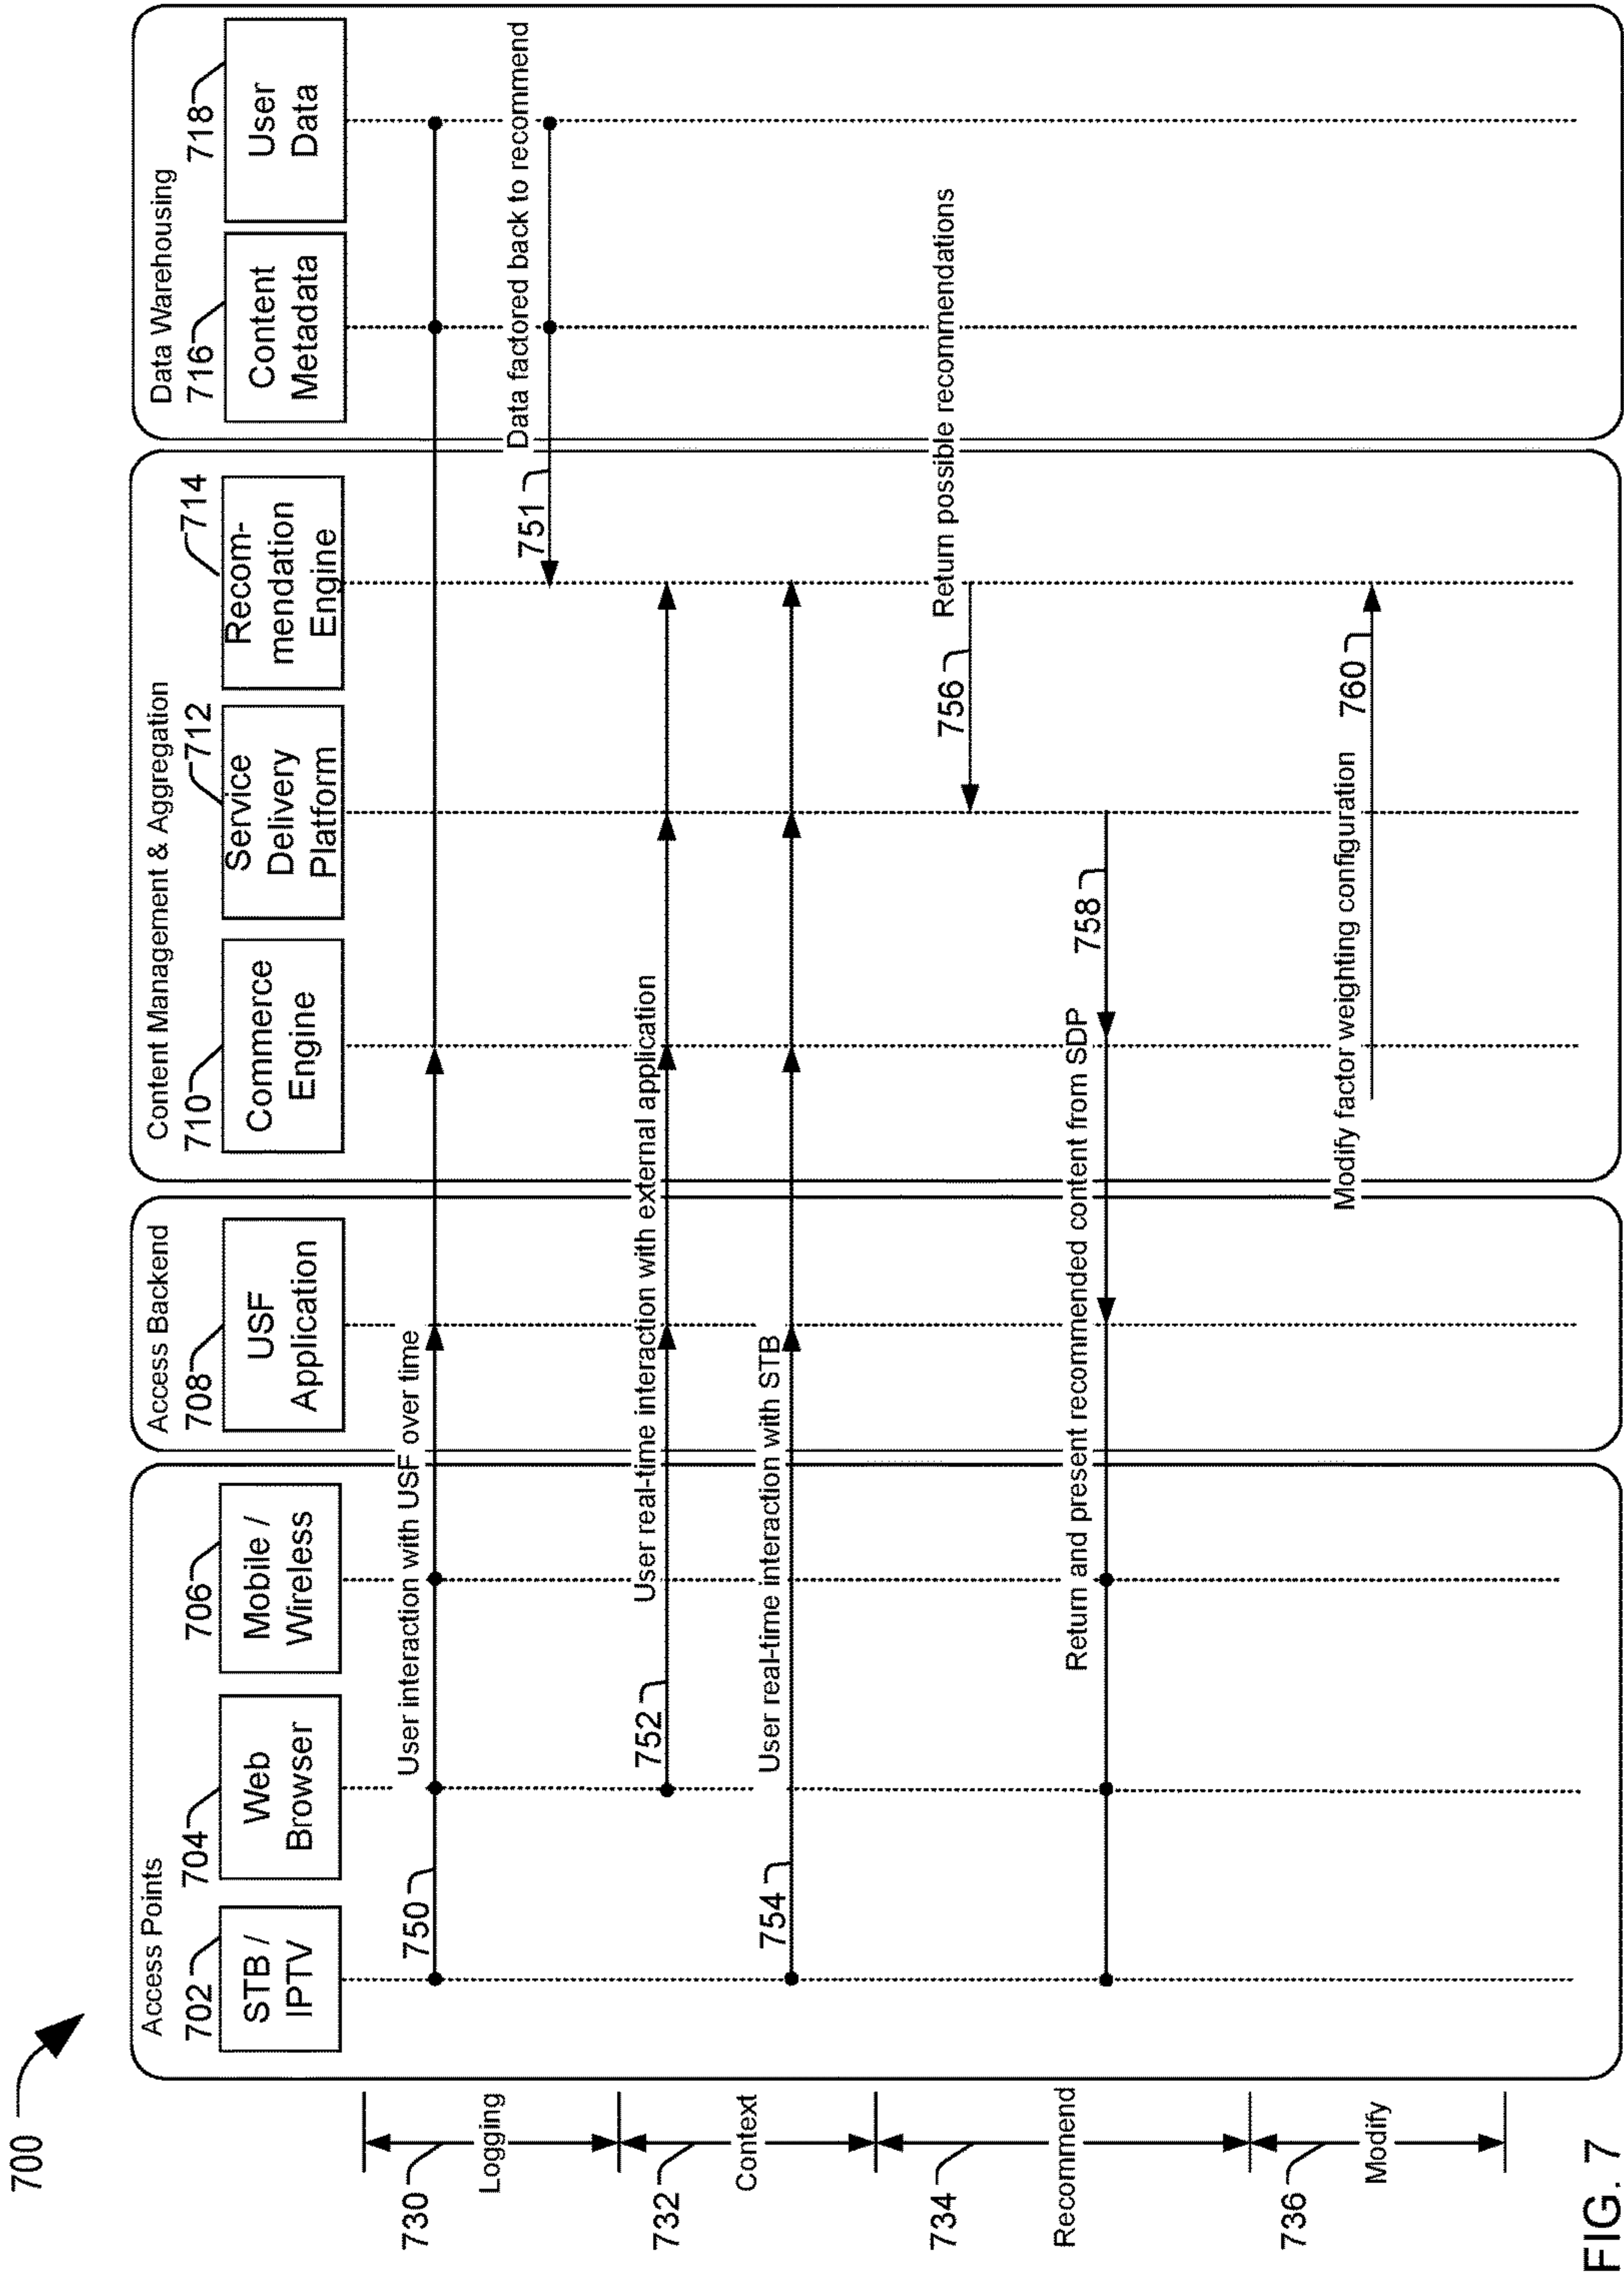 700
Access Points
Access Backend
Content Management & Aggregation
Data Warehousing
702
704
706
708
710
712
714
716
718
STB /
IPTV
Web
Browser
Mobile /
Wireless
USF
Application
Commerce
Engine
Service
Delivery
Platform
Recom-
mendation
Engine
Content
Metadata
User
Data
730
Logging
750
User interaction with USF over time
751
Data factored back to recommend
732
Context
752
User real-time interaction with external application
754
User real-time interaction with STB
734
Recommend
756
Return possible recommendations
758
Return and present recommended content from SDP
736
Modify
760
Modify factor weighting configuration
FIG. 7